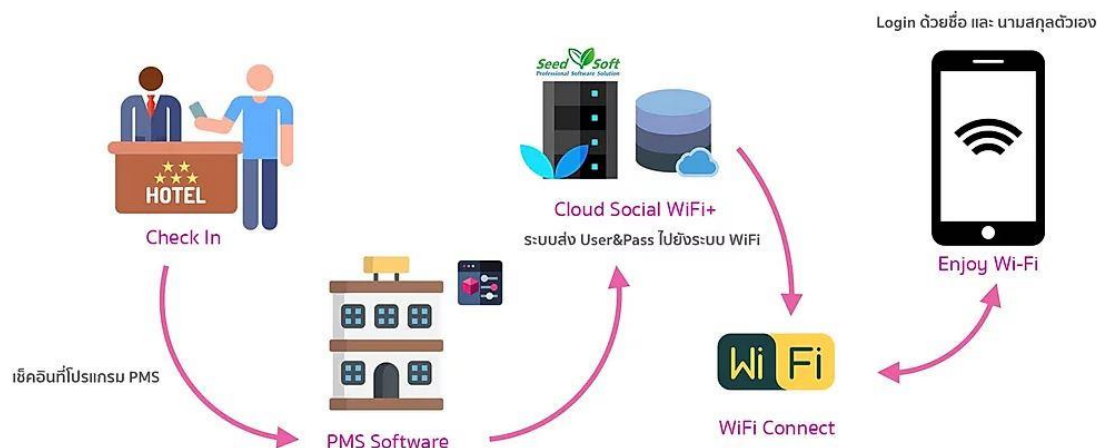 Login ด้วยชื่อ และ นามสกุลตัวเอง
Seed Soft
Professional Software Solution
HOTEL
Check In
Cloud Social WiFi+
ระบบส่ง User&Pass ไปยังระบบ WiFi
Enjoy Wi-Fi
เช็คอินที่โปรแกรม PMS
PMS Software
Wi Fi
WiFi Connect